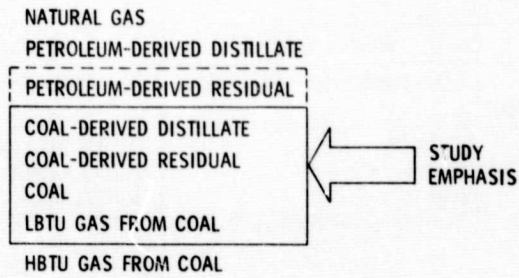 NATURAL GAS
PETROLEUM-DERIVED DISTILLATE
PETROLEUM-DERIVED RESIDUAL
COAL-DERIVED DISTILLATE
COAL-DERIVED RESIDUAL
COAL
LBTU GAS FROM COAL
HBTU GAS FROM COAL
STUDY
EMPHASIS